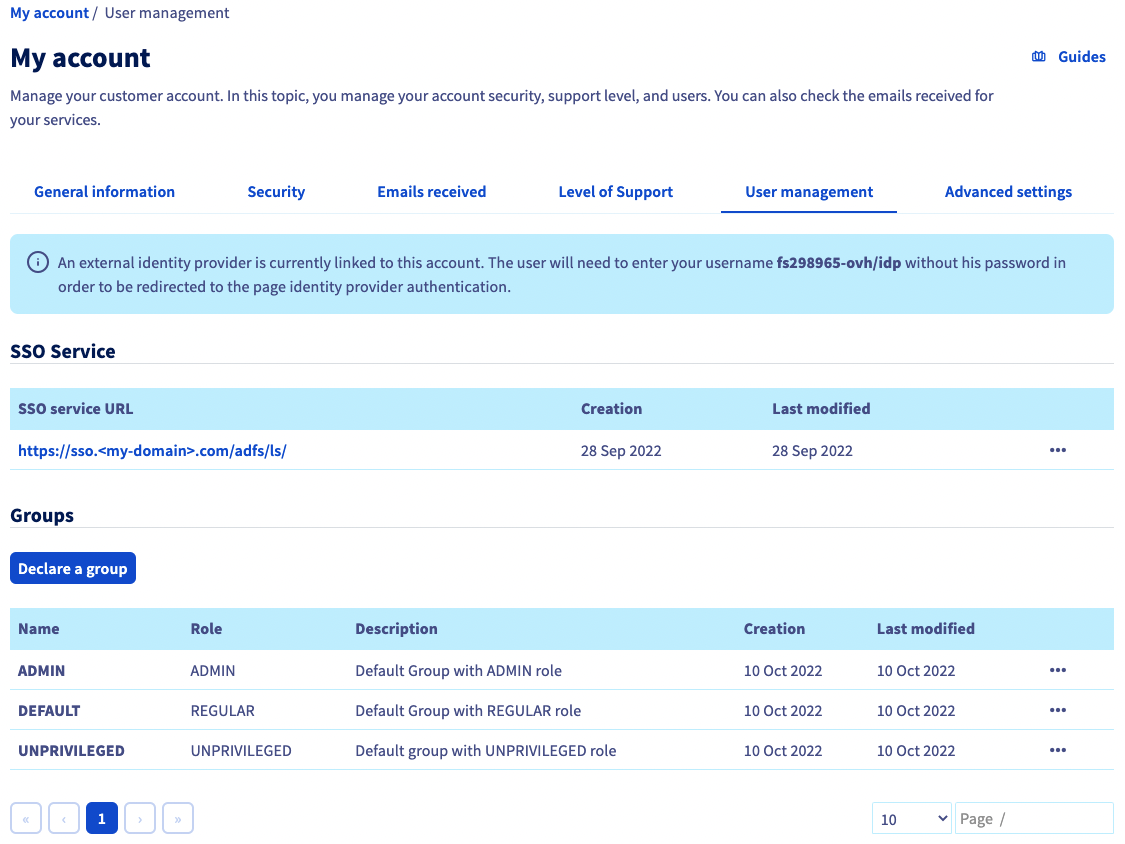 My account / User management
My account
Guides
Manage your customer account. In this topic, you manage your account security, support level, and users. You can also check the emails received for
your services.
General information Security Emails received Level of Support User management Advanced settings
An external identity provider is currently linked to this account. The user will need to enter your username fs298965-ovh/idp without his password in
order to be redirected to the page identity provider authentication.
SSO Service
SSO service URL Creation Last modified
https://sso.<my-domain>.com/adfs/ls/ 28 Sep 2022 28 Sep 2022 •••
Groups
Declare a group
Name Role Description Creation Last modified
ADMIN ADMIN Default Group with ADMIN role 10 Oct 2022 10 Oct 2022 •••
DEFAULT REGULAR Default Group with REGULAR role 10 Oct 2022 10 Oct 2022 •••
UNPRIVILEGED UNPRIVILEGED Default group with UNPRIVILEGED role 10 Oct 2022 10 Oct 2022 •••
« ‹ 1 › » 10 Page /